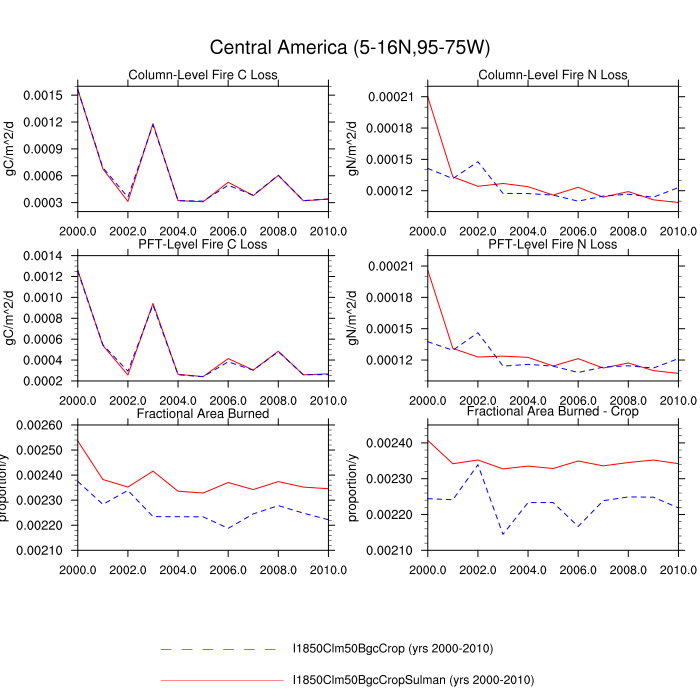 Central America (5-16N,95-75W)
Column-Level Fire C Loss
gC/m^2/d
0.0015
0.0012
0.0009
0.0006
0.0003
2000.0 2002.0 2004.0 2006.0 2008.0 2010.0
Column-Level Fire N Loss
gN/m^2/d
0.00021
0.00018
0.00015
0.00012
2000.0 2002.0 2004.0 2006.0 2008.0 2010.0
PFT-Level Fire C Loss
gC/m^2/d
0.0014
0.0012
0.0010
0.0008
0.0006
0.0004
0.0002
2000.0 2002.0 2004.0 2006.0 2008.0 2010.0
PFT-Level Fire N Loss
gN/m^2/d
0.00021
0.00018
0.00015
0.00012
2000.0 2002.0 2004.0 2006.0 2008.0 2010.0
Fractional Area Burned
proportion/y
0.00260
0.00250
0.00240
0.00230
0.00220
0.00210
2000.0 2002.0 2004.0 2006.0 2008.0 2010.0
Fractional Area Burned - Crop
proportion/y
0.00240
0.00230
0.00220
0.00210
2000.0 2002.0 2004.0 2006.0 2008.0 2010.0
I1850Clm50BgcCrop (yrs 2000-2010)
I1850Clm50BgcCropSulman (yrs 2000-2010)